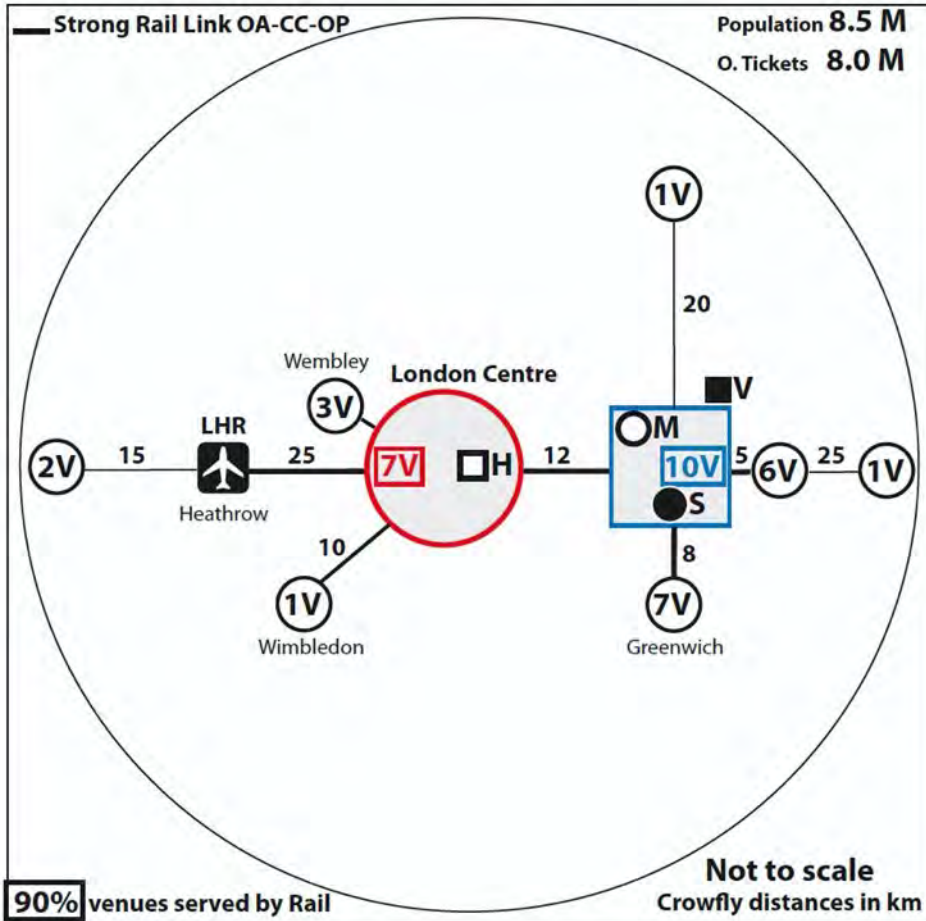 Strong Rail Link OA-CC-OP
Population 8.5 M
O. Tickets 8.0 M
1V
20
Wembley
London Centre
3V
V
LHR
M
2V
15
25
7V
H
12
10V
5
6V
25
1V
Heathrow
S
10
8
1V
7V
Wimbledon
Greenwich
Not to scale
90% venues served by Rail
Crowfly distances in km